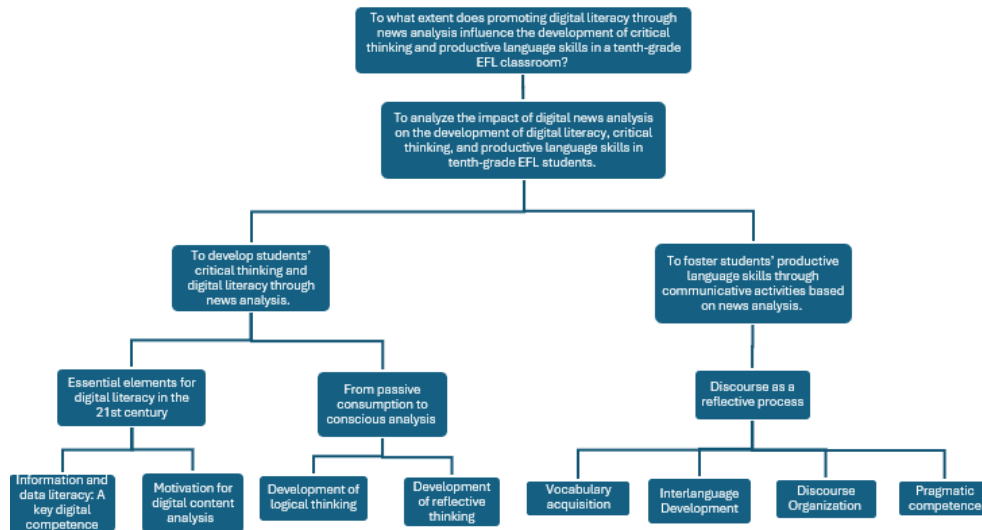 To what extent does promoting digital literacy through
news analysis influence the development of critical
thinking and productive language skills in a tenth-grade
EFL classroom?
To analyze the impact of digital news analysis
on the development of digital literacy, critical
thinking, and productive language skills in
tenth-grade EFL students.
To develop students'
critical thinking and
digital literacy through
news analysis.
To foster students' productive
language skills through
communicative activities based
on news analysis.
Essential elements for
digital literacy in the
21st century
From passive
consumption to
conscious analysis
Discourse as a
reflective process
Information and
data literacy: A
key digital
competence
Motivation for
digital content
analysis
Development of
logical thinking
Development
of reflective
thinking
Vocabulary
acquisition
Interlanguage
Development
Discourse
Organization
Pragmatic
competence